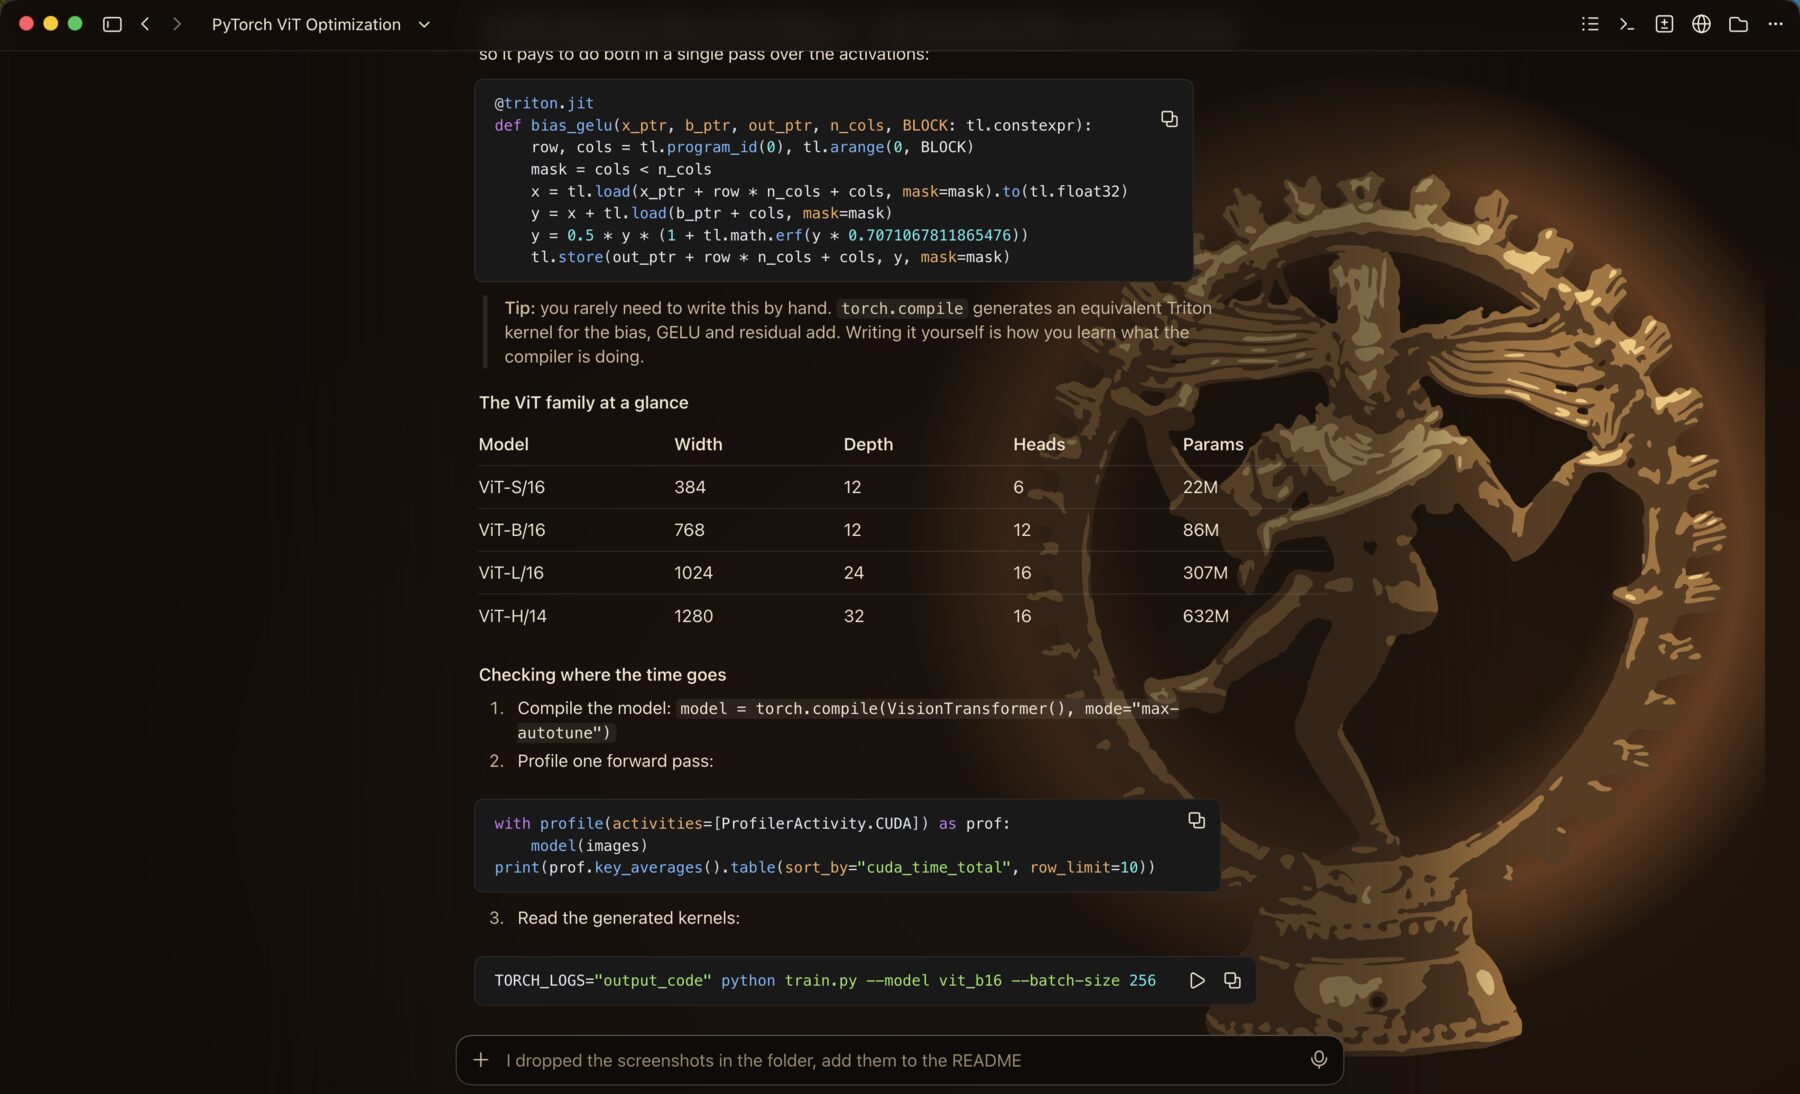 PyTorch ViT Optimization
so it pays to do both in a single pass over the activations:
@triton.jit
def bias_gelu(x_ptr, b_ptr, out_ptr, n_cols, BLOCK: tl.constexpr):
    row, cols = tl.program_id(0), tl.arange(0, BLOCK)
    mask = cols < n_cols
    x = tl.load(x_ptr + row * n_cols + cols, mask=mask).to(tl.float32)
    y = x + tl.load(b_ptr + cols, mask=mask)
    y = 0.5 * y * (1 + tl.math.erf(y * 0.7071067811865476))
    tl.store(out_ptr + row * n_cols + cols, y, mask=mask)
Tip: you rarely need to write this by hand. torch.compile generates an equivalent Triton
kernel for the bias, GELU and residual add. Writing it yourself is how you learn what the
compiler is doing.
The ViT family at a glance
Model Width Depth Heads Params
ViT-S/16 384 12 6 22M
ViT-B/16 768 12 12 86M
ViT-L/16 1024 24 16 307M
ViT-H/14 1280 32 16 632M
Checking where the time goes
1. Compile the model: model = torch.compile(VisionTransformer(), mode="max-
autotune")
2. Profile one forward pass:
with profile(activities=[ProfilerActivity.CUDA]) as prof:
    model(images)
print(prof.key_averages().table(sort_by="cuda_time_total", row_limit=10))
3. Read the generated kernels:
TORCH_LOGS="output_code" python train.py --model vit_b16 --batch-size 256
I dropped the screenshots in the folder, add them to the README